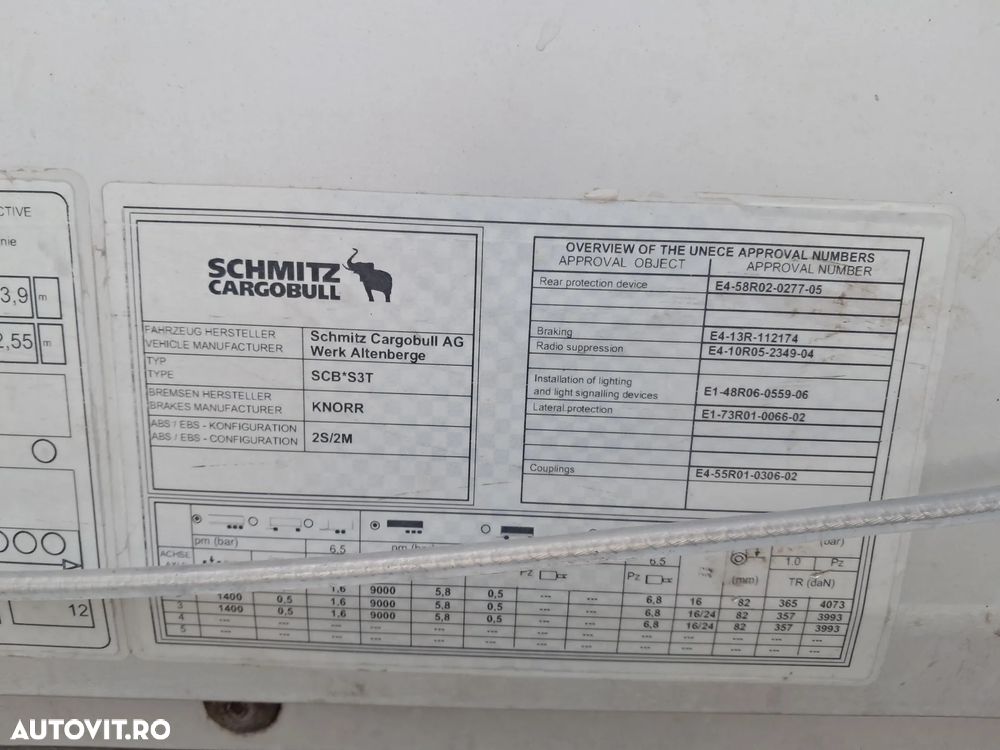 CTIVE
nie
3,9 m
2,55 m
12
SCHMITZ
CARGOBULL
FAHRZEUG HERSTELLER
VEHICLE MANUFACTURER
Schmitz Cargobull AG
Werk Altenberge
TYP
TYPE
SCB*S3T
BREMSEN HERSTELLER
BRAKES MANUFACTURER
KNORR
ABS / EBS - KONFIGURATION
ABS / EBS - CONFIGURATION
2S/2M
OVERVIEW OF THE UNECE APPROVAL NUMBERS
APPROVAL OBJECT APPROVAL NUMBER
Rear protection device E4-58R02-0277-05
Braking E4-13R-112174
Radio suppression E4-10R05-2349-04
Installation of lighting
and light signalling devices E1-48R06-0559-06
Lateral protection E1-73R01-0066-02
Couplings E4-55R01-0306-02
pm (bar) 6.5 pm (bar) 6.5 (bar)
ACHSE Pz Pz (mm) 1.0 Pz
TR (daN)
1400 0,5 1,6 9000 5,8 0,5 --- --- 6,8 16 82 365 4073
3 1400 0,5 1,6 9000 5,8 0,5 --- --- 6,8 16/24 82 357 3993
4 --- --- --- --- --- --- --- --- 6,8 16/24 82 357 3993
5 --- --- --- --- --- --- --- --- --- --- --- --- ---
AUTOVIT.RO